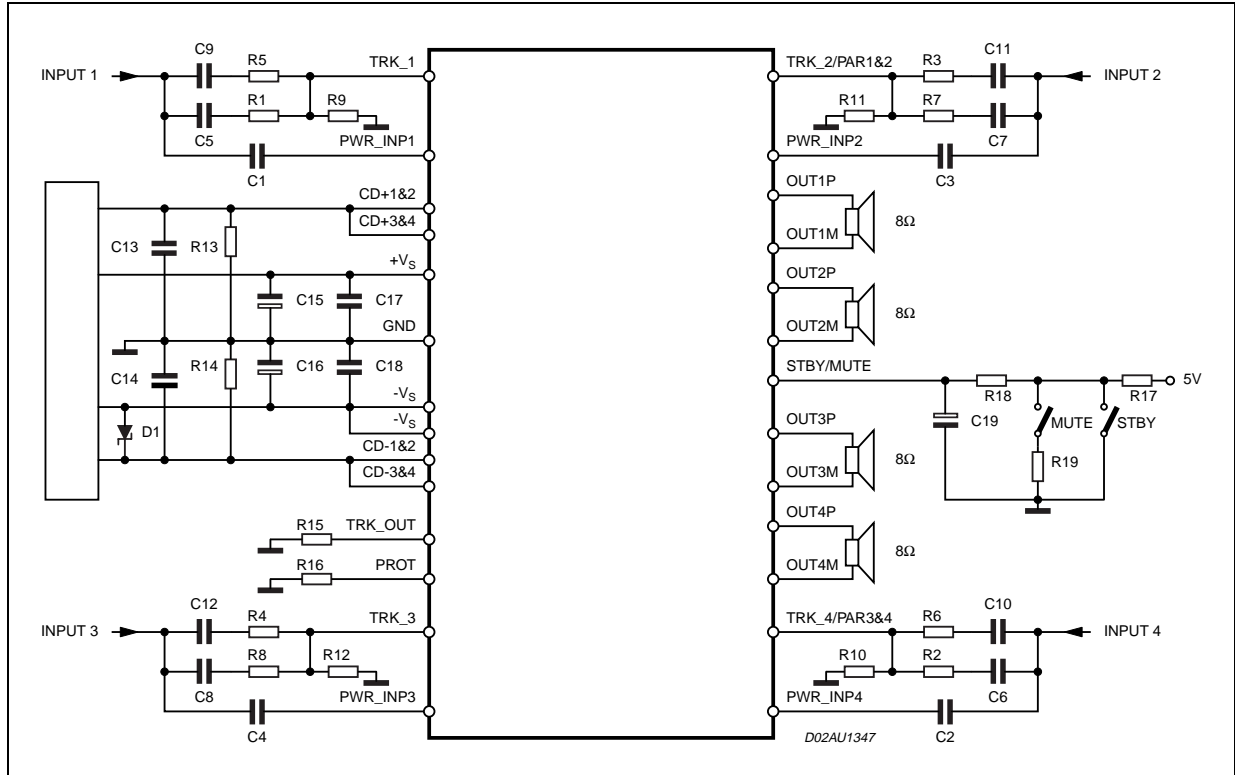 C9
R5
TRK_1
INPUT 1
R1
R9
C5
PWR_INP1
C1
CD+1&2
CD+3&4
C13
R13
+VS
C15
C17
GND
R14
C16
C18
C14
-VS
-VS
D1
CD-1&2
CD-3&4
R15
TRK_OUT
R16
PROT
C12
R4
TRK_3
INPUT 3
R8
R12
C8
PWR_INP3
C4
TRK_2/PAR1&2
R3
C11
INPUT 2
R11
R7
PWR_INP2
C7
C3
OUT1P
OUT1M
8Ω
OUT2P
OUT2M
8Ω
STBY/MUTE
R18
R17
5V
C19
MUTE
STBY
R19
OUT3P
OUT3M
8Ω
OUT4P
OUT4M
8Ω
TRK_4/PAR3&4
R6
C10
INPUT 4
R10
R2
PWR_INP4
C6
D02AU1347
C2